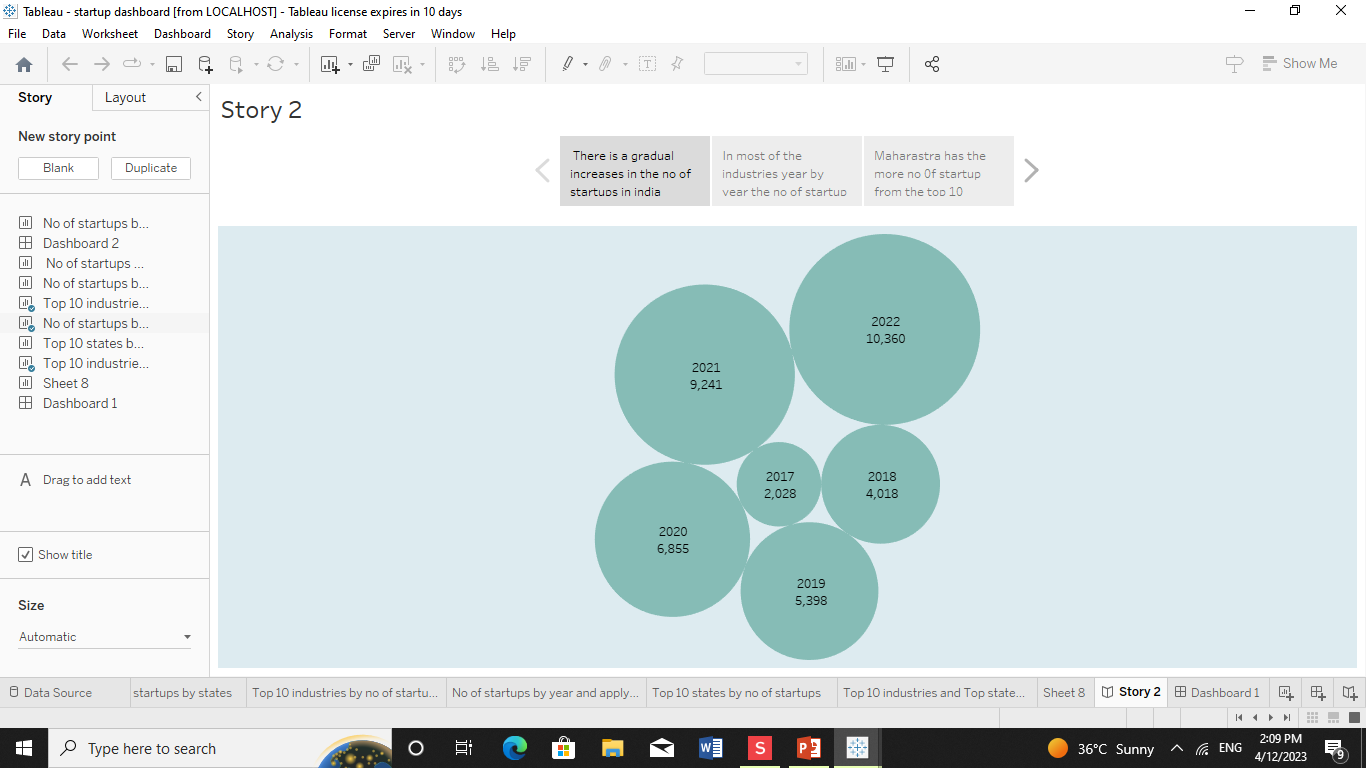 Tableau - startup dashboard [from LOCALHOST] - Tableau license expires in 10 days
File Data Worksheet Dashboard Story Analysis Format Server Window Help
Show Me
Story Layout
New story point
Blank Duplicate
No of startups b...
Dashboard 2
No of startups ...
No of startups b...
Top 10 industrie...
No of startups b...
Top 10 states b...
Top 10 industrie...
Sheet 8
Dashboard 1
A Drag to add text
Show title
Size
Automatic
Story 2
There is a gradual
increases in the no of
startups in india
In most of the
industries year by
year the no of startup
Maharastra has the
more no 0f startup
from the top 10
2022
10,360
2021
9,241
2017
2,028
2018
4,018
2020
6,855
2019
5,398
Data Source startups by states Top 10 industries by no of startu... No of startups by year and apply... Top 10 states by no of startups Top 10 industries and Top state... Sheet 8 Story 2 Dashboard 1
Type here to search
W
S
P
36°C Sunny
ENG
2:09 PM
4/12/2023
9